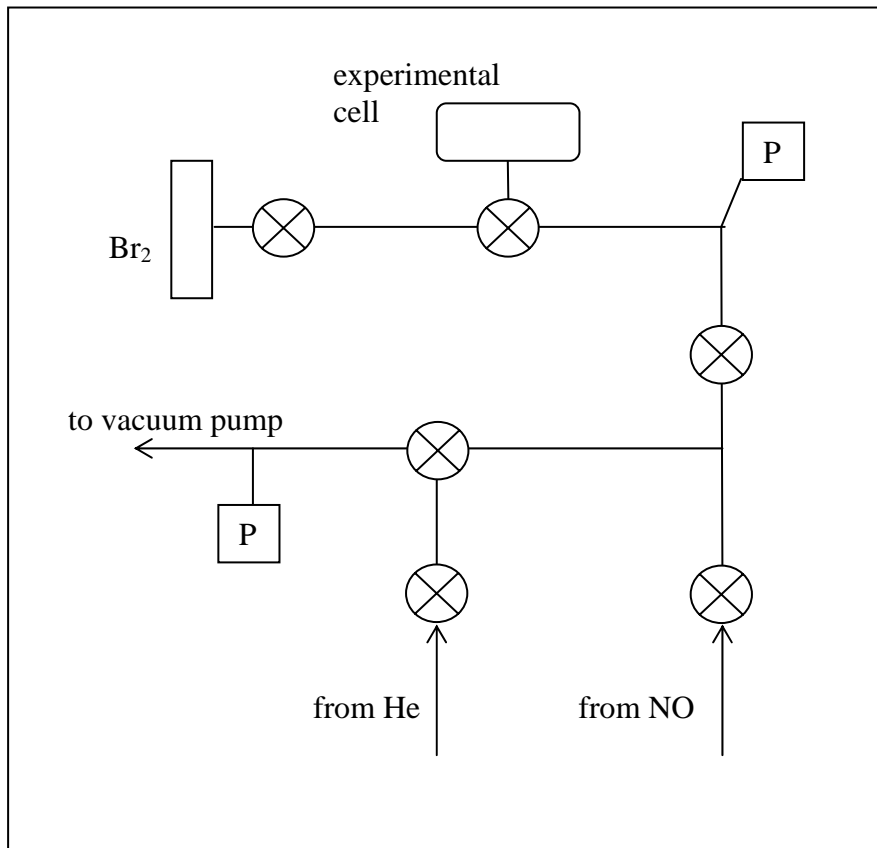 experimental
cell
P
Br₂
to vacuum pump
P
from He
from NO